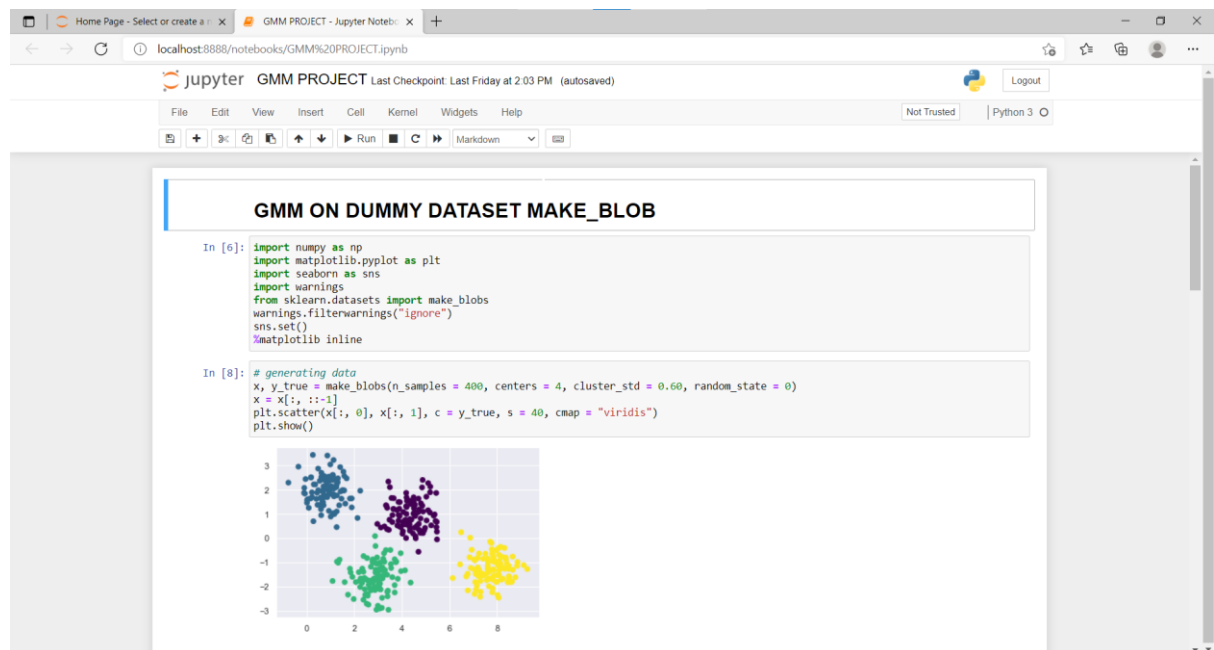 Home Page - Select or create a n
GMM PROJECT - Jupyter Notebo
localhost:8888/notebooks/GMM%20PROJECT.ipynb
jupyter GMM PROJECT Last Checkpoint: Last Friday at 2:03 PM (autosaved)
Logout
File Edit View Insert Cell Kernel Widgets Help
Not Trusted
Python 3
Run
Markdown
GMM ON DUMMY DATASET MAKE_BLOB
In [6]: import numpy as np
import matplotlib.pyplot as plt
import seaborn as sns
import warnings
from sklearn.datasets import make_blobs
warnings.filterwarnings("ignore")
sns.set()
%matplotlib inline
In [8]: # generating data
x, y_true = make_blobs(n_samples = 400, centers = 4, cluster_std = 0.60, random_state = 0)
x = x[:, ::-1]
plt.scatter(x[:, 0], x[:, 1], c = y_true, s = 40, cmap = "viridis")
plt.show()
3
2
1
0
−1
−2
−3
0 2 4 6 8